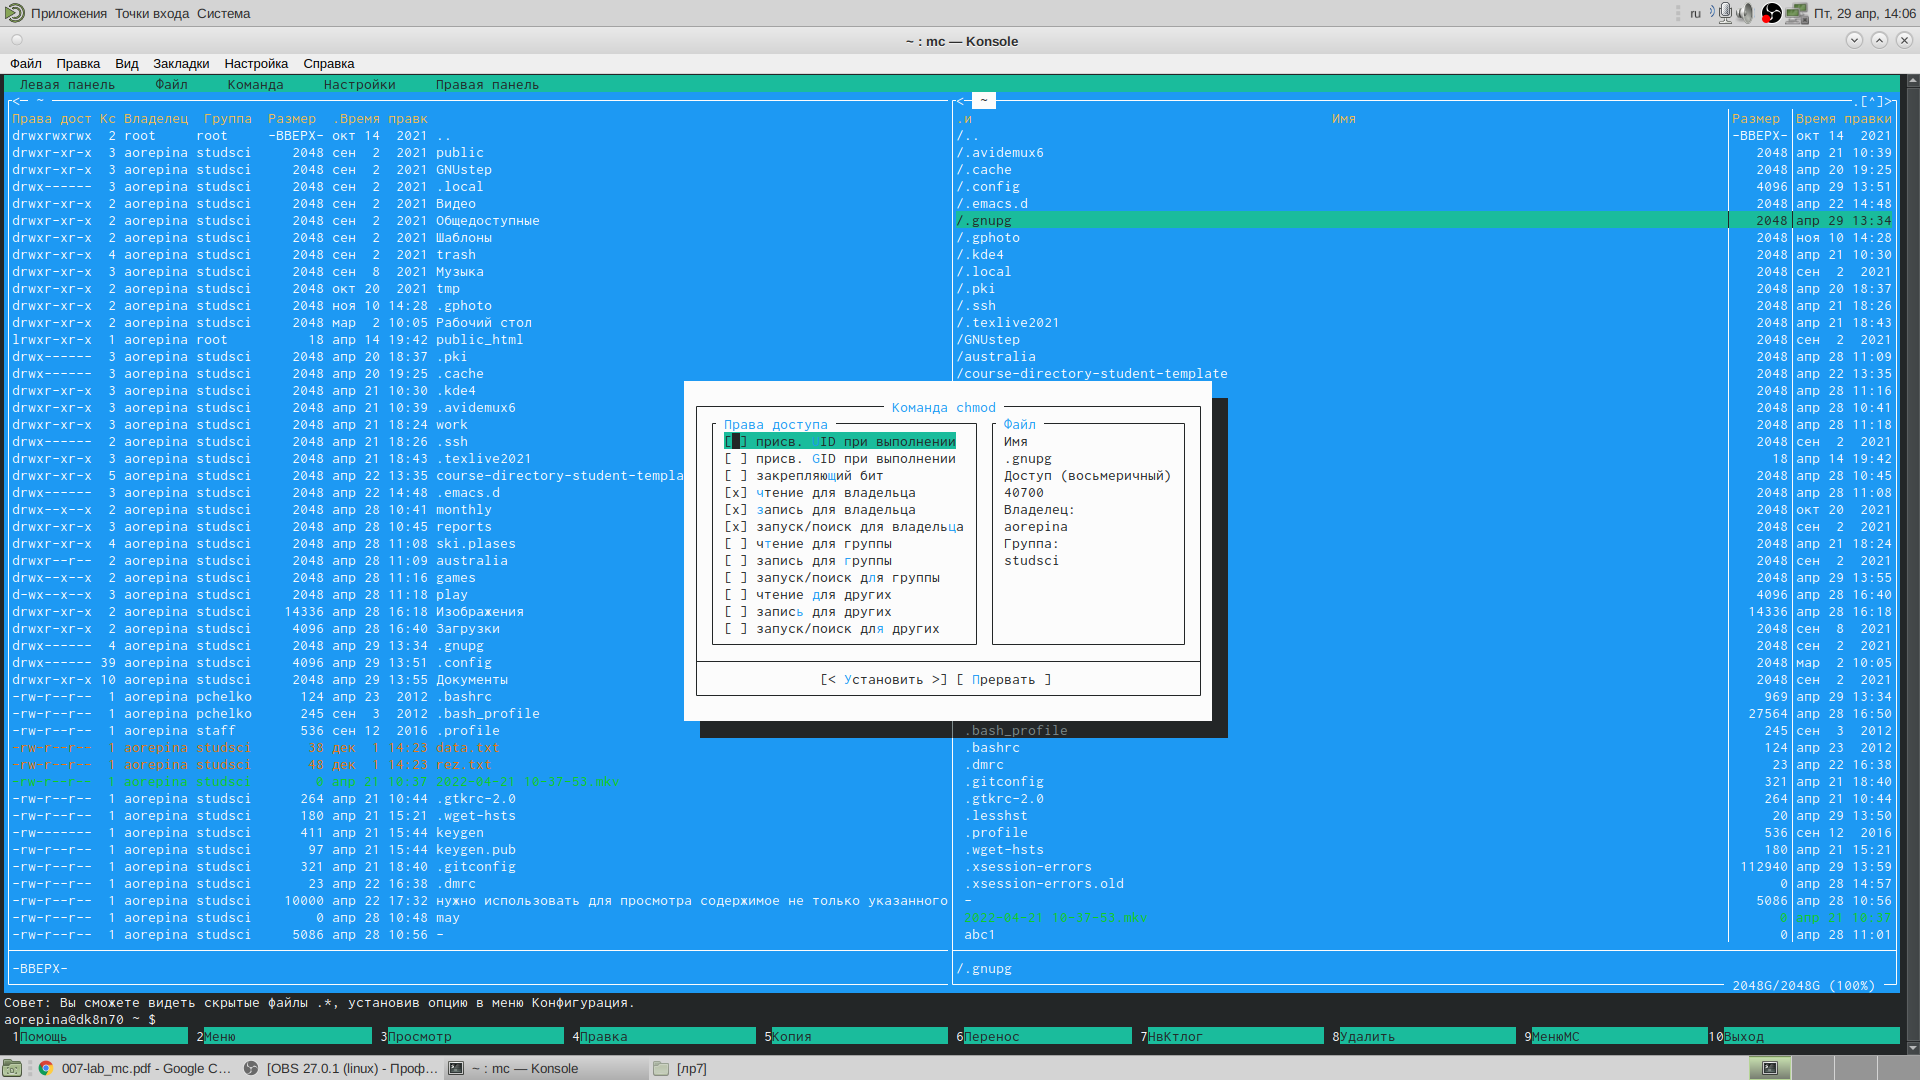 Приложения Точки входа Система
ru Пт, 29 апр, 14:06
~ : mc — Konsole
Файл Правка Вид Закладки Настройка Справка
Левая панель Файл Команда Настройки Правая панель
<─ ~
Права дост Кс Владелец Группа Размер .Время правк
drwxrwxrwx 2 root root -ВВЕРХ- окт 14 2021 ..
drwxr-xr-x 3 aorepina studsci 2048 сен 2 2021 public
drwxr-xr-x 3 aorepina studsci 2048 сен 2 2021 GNUstep
drwx------ 3 aorepina studsci 2048 сен 2 2021 .local
drwxr-xr-x 2 aorepina studsci 2048 сен 2 2021 Видео
drwxr-xr-x 2 aorepina studsci 2048 сен 2 2021 Общедоступные
drwxr-xr-x 2 aorepina studsci 2048 сен 2 2021 Шаблоны
drwxr-xr-x 4 aorepina studsci 2048 сен 2 2021 trash
drwxr-xr-x 3 aorepina studsci 2048 сен 8 2021 Музыка
drwxr-xr-x 2 aorepina studsci 2048 окт 20 2021 tmp
drwxr-xr-x 2 aorepina studsci 2048 ноя 10 14:28 .gphoto
drwxr-xr-x 2 aorepina studsci 2048 мар 2 10:05 Рабочий стол
lrwxr-xr-x 1 aorepina root 18 апр 14 19:42 public_html
drwx------ 3 aorepina studsci 2048 апр 20 18:37 .pki
drwx------ 3 aorepina studsci 2048 апр 20 19:25 .cache
drwxr-xr-x 3 aorepina studsci 2048 апр 21 10:30 .kde4
drwxr-xr-x 3 aorepina studsci 2048 апр 21 10:39 .avidemux6
drwxr-xr-x 3 aorepina studsci 2048 апр 21 18:24 work
drwx------ 2 aorepina studsci 2048 апр 21 18:26 .ssh
drwxr-xr-x 3 aorepina studsci 2048 апр 21 18:43 .texlive2021
drwxr-xr-x 5 aorepina studsci 2048 апр 22 13:35 course-directory-student-templa
drwx------ 3 aorepina studsci 2048 апр 22 14:48 .emacs.d
drwx--x--x 2 aorepina studsci 2048 апр 28 10:41 monthly
drwxr-xr-x 3 aorepina studsci 2048 апр 28 10:45 reports
drwxr-xr-x 4 aorepina studsci 2048 апр 28 11:08 ski.plases
drwxr--r-- 2 aorepina studsci 2048 апр 28 11:09 australia
drwx--x--x 2 aorepina studsci 2048 апр 28 11:16 games
d-wx--x--x 3 aorepina studsci 2048 апр 28 11:18 play
drwxr-xr-x 2 aorepina studsci 14336 апр 28 16:18 Изображения
drwxr-xr-x 2 aorepina studsci 4096 апр 28 16:40 Загрузки
drwx------ 4 aorepina studsci 2048 апр 29 13:34 .gnupg
drwx------ 39 aorepina studsci 4096 апр 29 13:51 .config
drwxr-xr-x 10 aorepina studsci 2048 апр 29 13:55 Документы
-rw-r--r-- 1 aorepina pchelko 124 апр 23 2012 .bashrc
-rw-r--r-- 1 aorepina pchelko 245 сен 3 2012 .bash_profile
-rw-r--r-- 1 aorepina staff 536 сен 12 2016 .profile
-rw-r--r-- 1 aorepina studsci 38 дек 1 14:23 data.txt
-rw-r--r-- 1 aorepina studsci 48 дек 1 14:23 rez.txt
-rw-r--r-- 1 aorepina studsci 264 апр 21 10:44 .gtkrc-2.0
-rw-r--r-- 1 aorepina studsci 180 апр 21 15:21 .wget-hsts
-rw------- 1 aorepina studsci 411 апр 21 15:44 keygen
-rw-r--r-- 1 aorepina studsci 97 апр 21 15:44 keygen.pub
-rw-r--r-- 1 aorepina studsci 321 апр 21 18:40 .gitconfig
-rw-r--r-- 1 aorepina studsci 23 апр 22 16:38 .dmrc
-rw-r--r-- 1 aorepina studsci 10000 апр 22 17:32 нужно использовать для просмотра содержимое не только указанного
-rw-r--r-- 1 aorepina studsci 0 апр 28 10:48 may
-rw-r--r-- 1 aorepina studsci 5086 апр 28 10:56 ~
-ВВЕРХ-
<─ ~ .[^]>
.и Имя Размер Время правки
/.. -ВВЕРХ- окт 14 2021
/.avidemux6 2048 апр 21 10:39
/.cache 2048 апр 20 19:25
/.config 4096 апр 29 13:51
/.emacs.d 2048 апр 22 14:48
/.gnupg 2048 апр 29 13:34
/.gphoto 2048 ноя 10 14:28
/.kde4 2048 апр 21 10:30
/.local 2048 сен 2 2021
/.pki 2048 апр 20 18:37
/.ssh 2048 апр 21 18:26
/.texlive2021 2048 апр 21 18:43
/GNUstep 2048 сен 2 2021
/australia 2048 апр 28 11:09
/course-directory-student-template 2048 апр 22 13:35
2048 апр 28 11:16
2048 апр 28 10:41
2048 апр 28 11:18
2048 сен 2 2021
18 апр 14 19:42
2048 апр 28 10:45
2048 апр 28 11:08
2048 окт 20 2021
2048 сен 2 2021
2048 апр 21 18:24
2048 сен 2 2021
2048 апр 29 13:55
4096 апр 28 16:40
14336 апр 28 16:18
2048 сен 8 2021
2048 сен 2 2021
2048 мар 2 10:05
2048 сен 2 2021
969 апр 29 13:34
27564 апр 28 16:50
.bash_profile 245 сен 3 2012
.bashrc 124 апр 23 2012
.dmrc 23 апр 22 16:38
.gitconfig 321 апр 21 18:40
.gtkrc-2.0 264 апр 21 10:44
.lesshst 20 апр 29 13:50
.profile 536 сен 12 2016
.wget-hsts 180 апр 21 15:21
.xsession-errors 112940 апр 29 13:59
.xsession-errors.old 0 апр 28 14:57
~ 5086 апр 28 10:56
abc1 0 апр 28 11:01
/.gnupg
2048G/2048G (100%)
Команда chmod
Права доступа
[ ] присв. ID при выполнении
[ ] присв. GID при выполнении
[ ] закрепляющий бит
[x] чтение для владельца
[x] запись для владельца
[x] запуск/поиск для владельца
[ ] чтение для группы
[ ] запись для группы
[ ] запуск/поиск для группы
[ ] чтение для других
[ ] запись для других
[ ] запуск/поиск для других
Файл
Имя
.gnupg
Доступ (восьмеричный)
40700
Владелец:
aorepina
Группа:
studsci
[< Установить >] [ Прервать ]
Совет: Вы сможете видеть скрытые файлы .*, установив опцию в меню Конфигурация.
aorepina@dk8n70 ~ $
1Помощь 2Меню 3Просмотр 4Правка 5Копия 6Перенос 7НвКтлог 8Удалить 9МенюMC 10Выход
007-lab_mc.pdf - Google C... [OBS 27.0.1 (linux) - Проф... ~ : mc — Konsole [лр7]